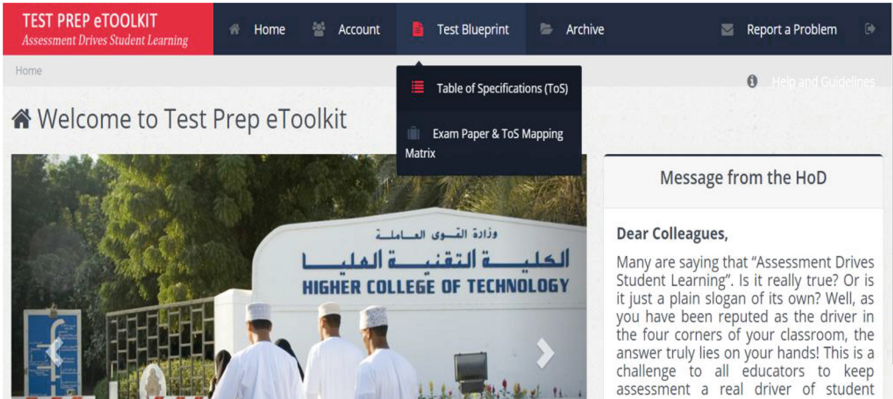 TEST PREP eTOOLKIT
Assessment Drives Student Learning
Home
Account
Test Blueprint
Archive
Report a Problem
Home
Table of Specifications (ToS)
Help and Guidelines
Exam Paper & ToS Mapping
Matrix
Welcome to Test Prep eToolkit
وزارة القوى العاملة
الكلية التقنية العليا
HIGHER COLLEGE OF TECHNOLOGY
Message from the HoD
Dear Colleagues,
Many are saying that “Assessment Drives
Student Learning”. Is it really true? Or is
it just a plain slogan of its own? Well, as
you have been reputed as the driver in
the four corners of your classroom, the
answer truly lies on your hands! This is a
challenge to all educators to keep
assessment a real driver of student